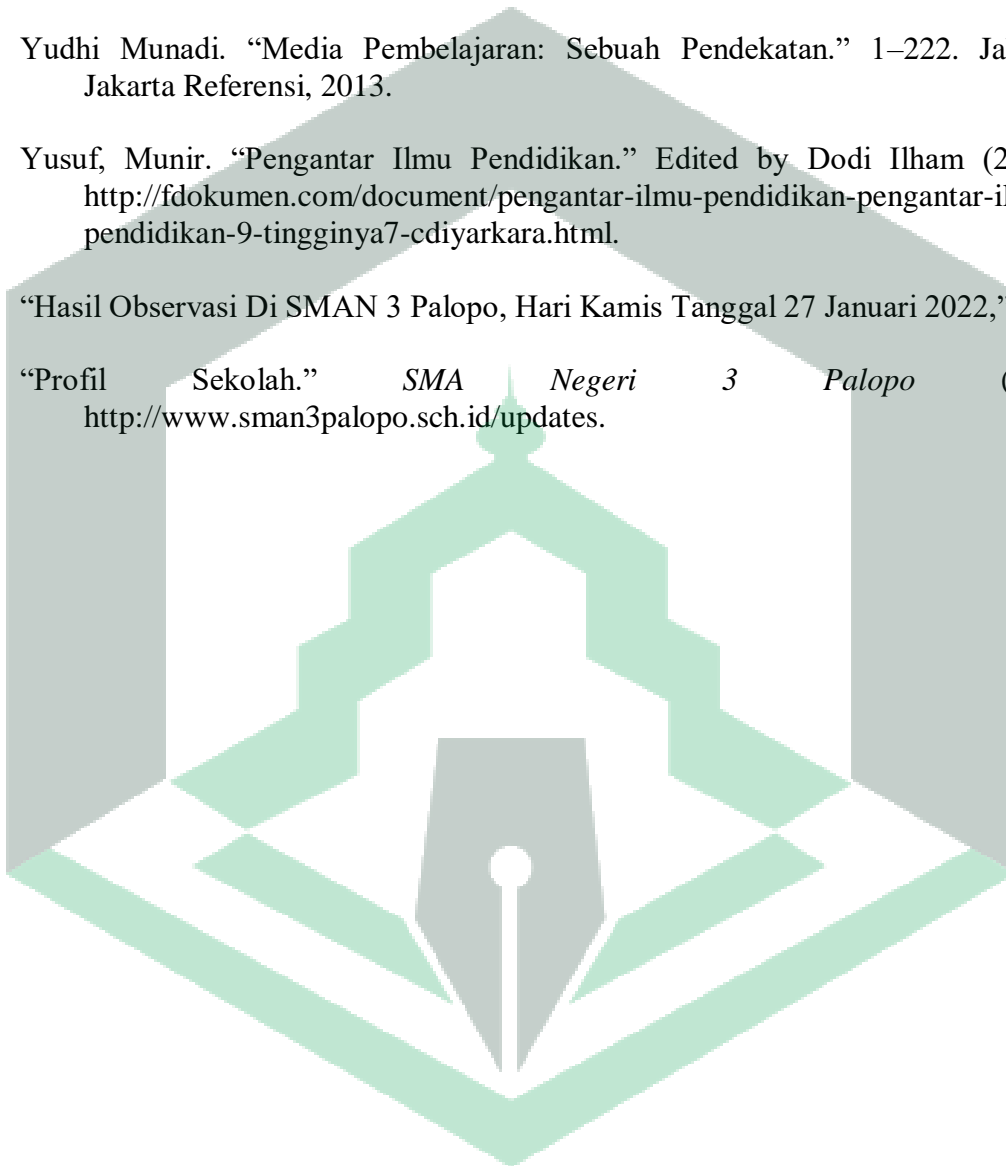 Yudhi Munadi. “Media Pembelajaran: Sebuah Pendekatan.” 1–222.
Jakarta Referensi, 2013.
Yusuf, Munir. “Pengantar Ilmu Pendidikan.” Edited by Dodi Ilham
http://fdokumen.com/document/pengantar-ilmu-pendidikan-pengantar-
pendidikan-9-tingginya7-cdiyarkara.html.
“Hasil Observasi Di SMAN 3 Palopo, Hari Kamis Tanggal 27 Januari 2022,”
“Profil Sekolah.” SMA Negeri 3 Palopo
http://www.sman3palopo.sch.id/updates.